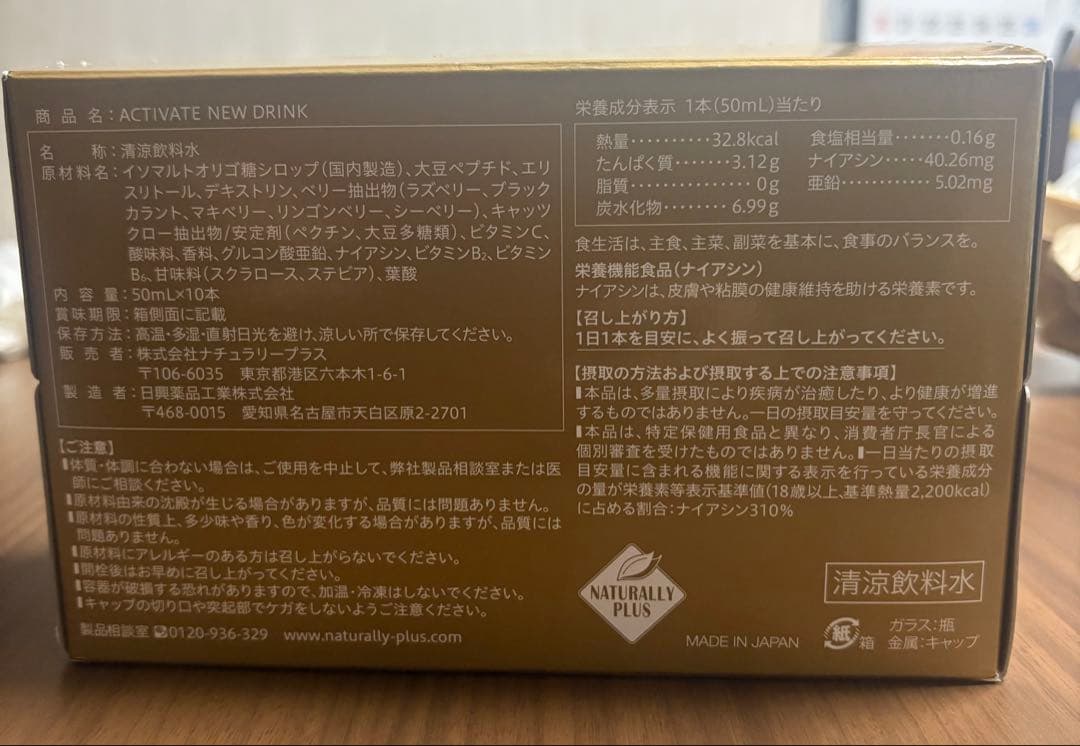 商品名：ACTIVATE NEW DRINK
名称：清涼飲料水
原材料名：イソマルトオリゴ糖シロップ（国内製造）、大豆ペプチド、エリ
スリトール、デキストリン、ベリー抽出物（ラズベリー、ブラック
カラント、マキベリー、リンゴンベリー、シーベリー）、キャッツ
クロー抽出物/安定剤（ペクチン、大豆多糖類）、ビタミンC、
酸味料、香料、グルコン酸亜鉛、ナイアシン、ビタミンB₂、ビタミン
B₆、甘味料（スクラロース、ステビア）、葉酸
内容量：50mL×10本
賞味期限：箱側面に記載
保存方法：高温・多湿・直射日光を避け、涼しい所で保存してください。
販売者：株式会社ナチュラリープラス
〒106-6035 東京都港区六本木1-6-1
製造者：日興薬品工業株式会社
〒468-0015 愛知県名古屋市天白区原2-2701
【ご注意】
▮体質・体調に合わない場合は、ご使用を中止して、弊社製品相談室または医
師にご相談ください。
▮原材料由来の沈殿が生じる場合がありますが、品質には問題ありません。
▮原材料の性質上、多少味や香り、色が変化する場合がありますが、品質には
問題ありません。
▮原材料にアレルギーのある方は召し上がらないでください。
▮開栓後はお早めに召し上がってください。
▮容器が破損する恐れがありますので、加温・冷凍はしないでください。
▮キャップの切り口や突起部でケガをしないようご注意ください。
製品相談室 0120-936-329 www.naturally-plus.com
栄養成分表示 1本（50mL）当たり
熱量··········32.8kcal
たんぱく質·······3.12g
脂質···············0g
炭水化物········6.99g
食塩相当量·······0.16g
ナイアシン·····40.26mg
亜鉛···········5.02mg
食生活は、主食、主菜、副菜を基本に、食事のバランスを。
栄養機能食品（ナイアシン）
ナイアシンは、皮膚や粘膜の健康維持を助ける栄養素です。
【召し上がり方】
1日1本を目安に、よく振って召し上がってください。
【摂取の方法および摂取する上での注意事項】
▮本品は、多量摂取により疾病が治癒したり、より健康が増進
するものではありません。一日の摂取目安量を守ってください。
▮本品は、特定保健用食品と異なり、消費者庁長官による
個別審査を受けたものではありません。▮一日当たりの摂取
目安量に含まれる機能に関する表示を行っている栄養成分
の量が栄養素等表示基準値（18歳以上、基準熱量2,200kcal）
に占める割合：ナイアシン310%
NATURALLY
PLUS
清涼飲料水
MADE IN JAPAN
紙
箱
ガラス：瓶
金属：キャップ